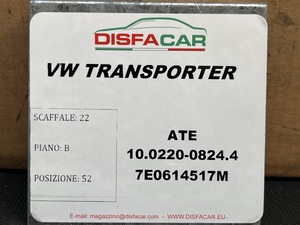 DISFACAR
VW TRANSPORTER
SCAFFALE: 22
PIANO: B
POSIZIONE: 52
ATE
10.0220-0824.4
7E0614517M
E-mail: magazzino@disfacar.com - WWW.DISFACAR.EU -